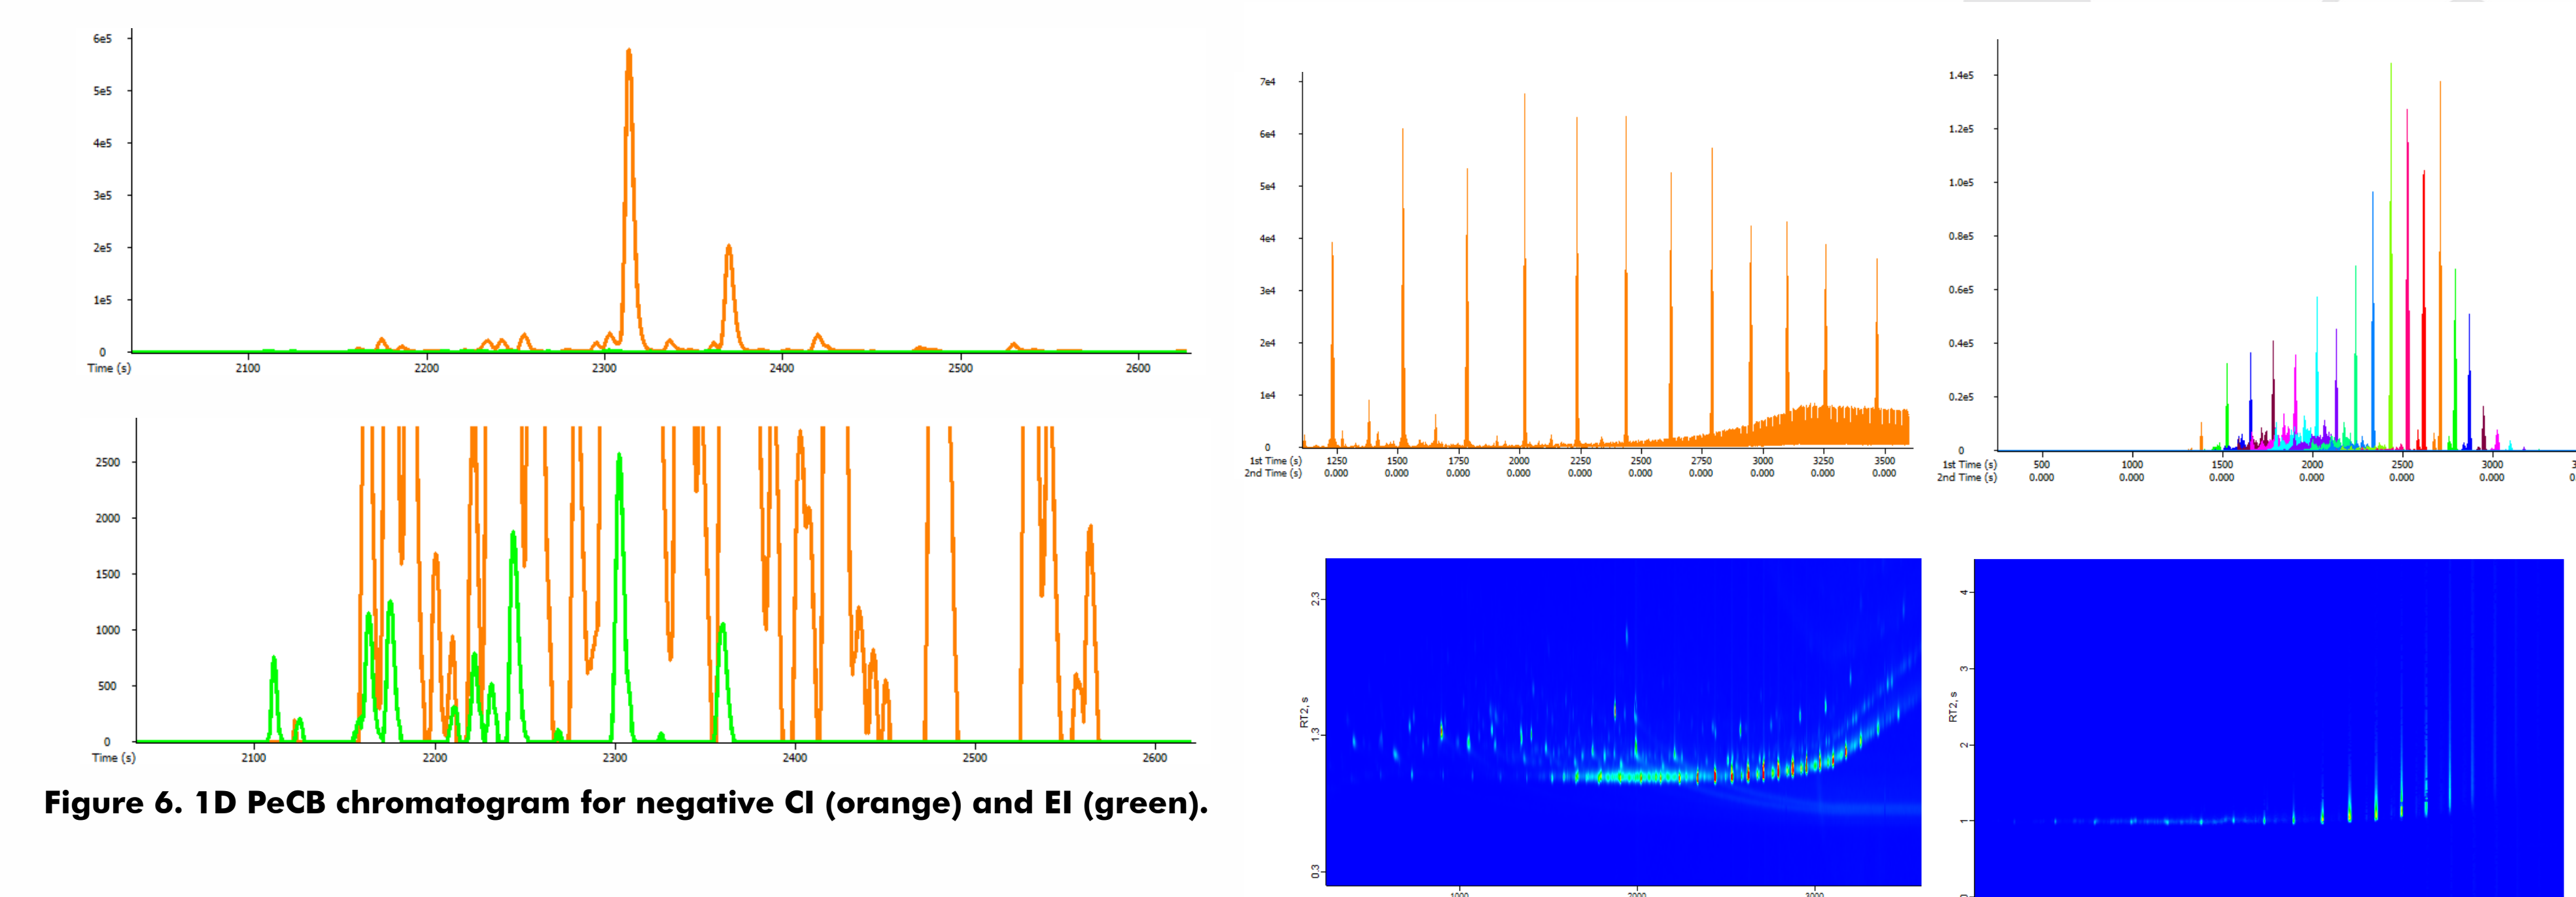 6e5
5e5
4e5
3e5
2e5
1e5
0
Time (s) 2100 2200 2300 2400 2500 2600
2500
2000
1500
1000
500
0
Time (s) 2100 2200 2300 2400 2500 2600
Figure 6. 1D PeCB chromatogram for negative CI (orange) and EI (green).
7e4
6e4
5e4
4e4
3e4
2e4
1e4
0
1st Time (s) 1250 1500 1750 2000 2250 2500 2750 3000 3250 3500
2nd Time (s) 0.000 0.000 0.000 0.000 0.000 0.000 0.000 0.000 0.000 0.000
1.4e5
1.2e5
1.0e5
0.8e5
0.6e5
0.4e5
0.2e5
0
1st Time (s) 500 1000 1500 2000 2500 3000
2nd Time (s) 0.000 0.000 0.000 0.000 0.000 0.000
2.3
1.3
0.3
RT2, s
4
3
2
1
RT2, s